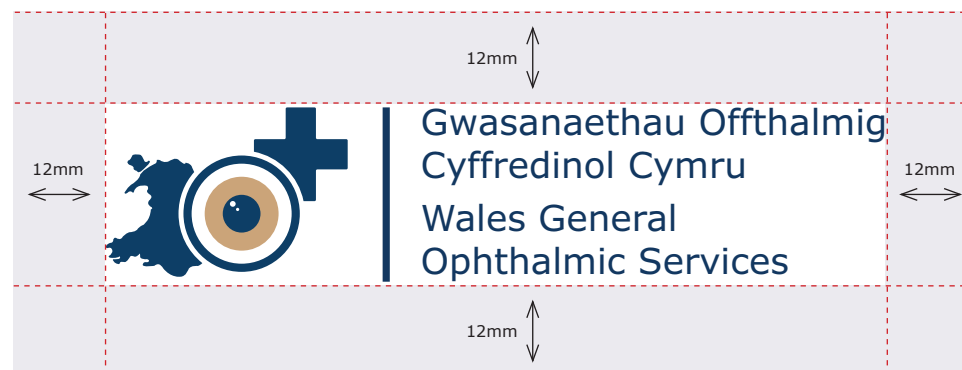 12mm
Gwasanaethau Offthalmig
Cyffredinol Cymru
12mm
12mm
Wales General
Ophthalmic Services
12mm